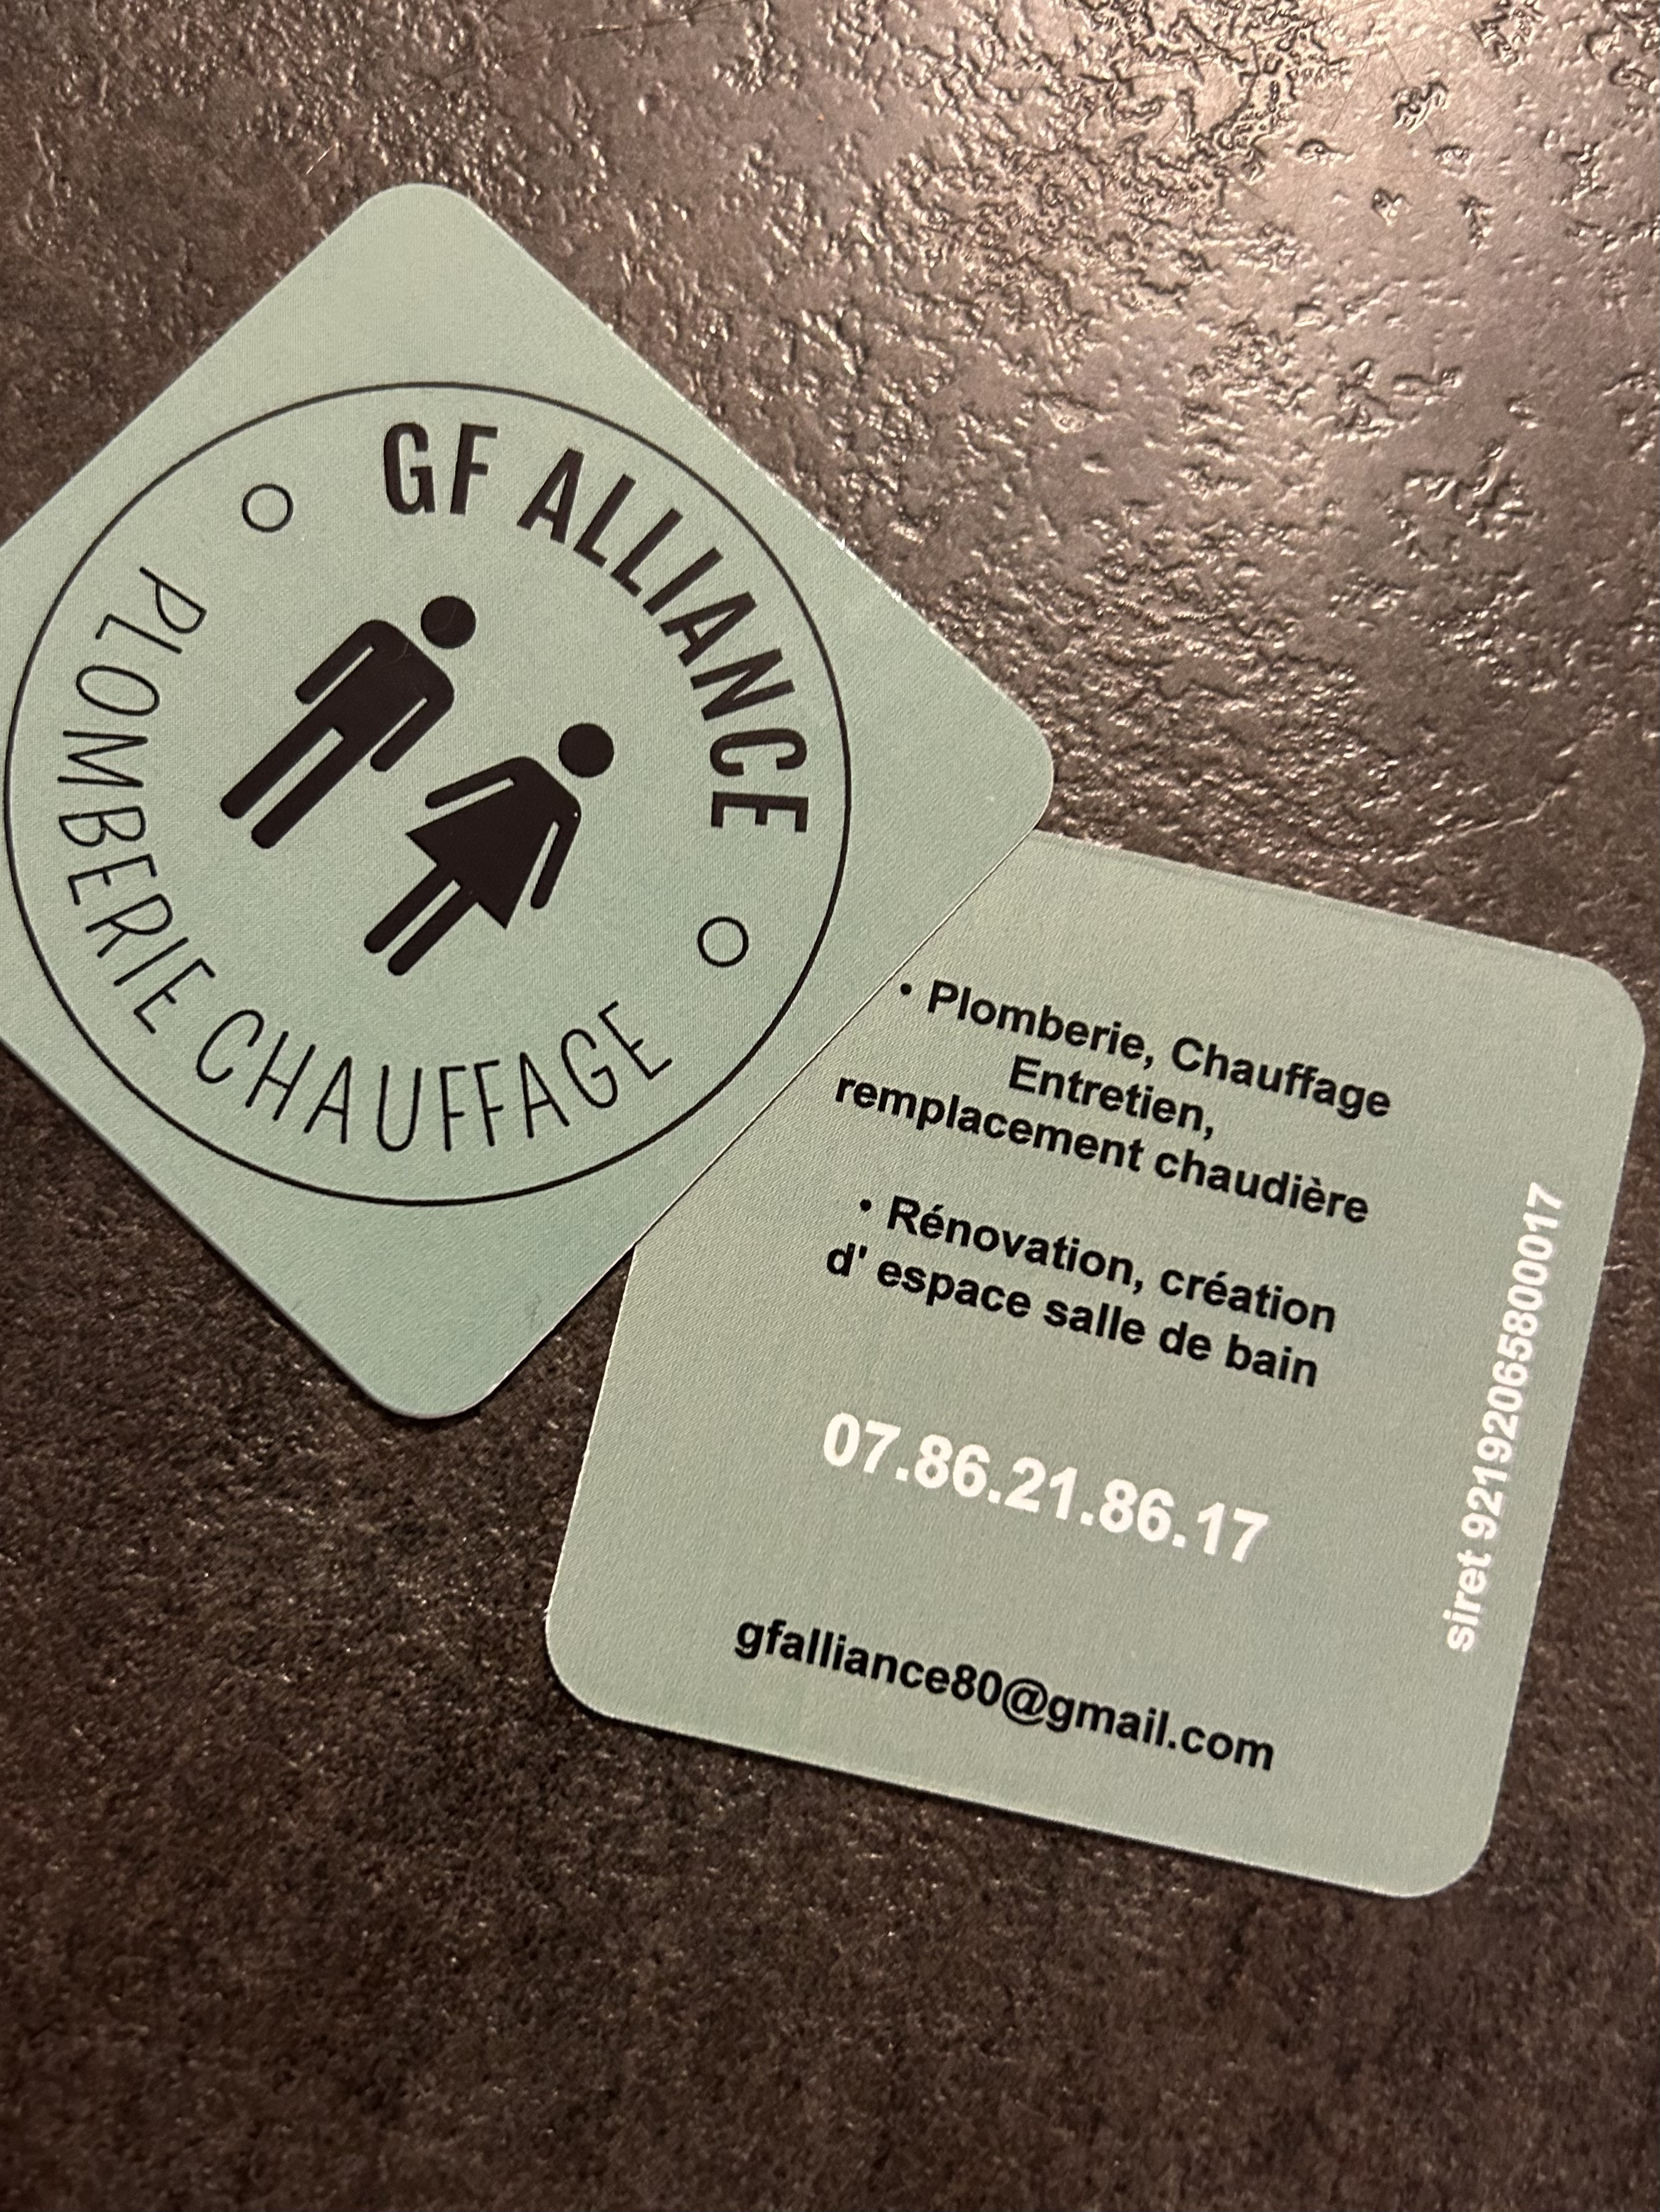 GF ALLIANCE
PLOMBERIE CHAUFFAGE
• Plomberie, Chauffage
Entretien,
remplacement chaudière
• Rénovation, création
d' espace salle de bain
07.86.21.86.17
gfalliance80@gmail.com
siret 92192065800017